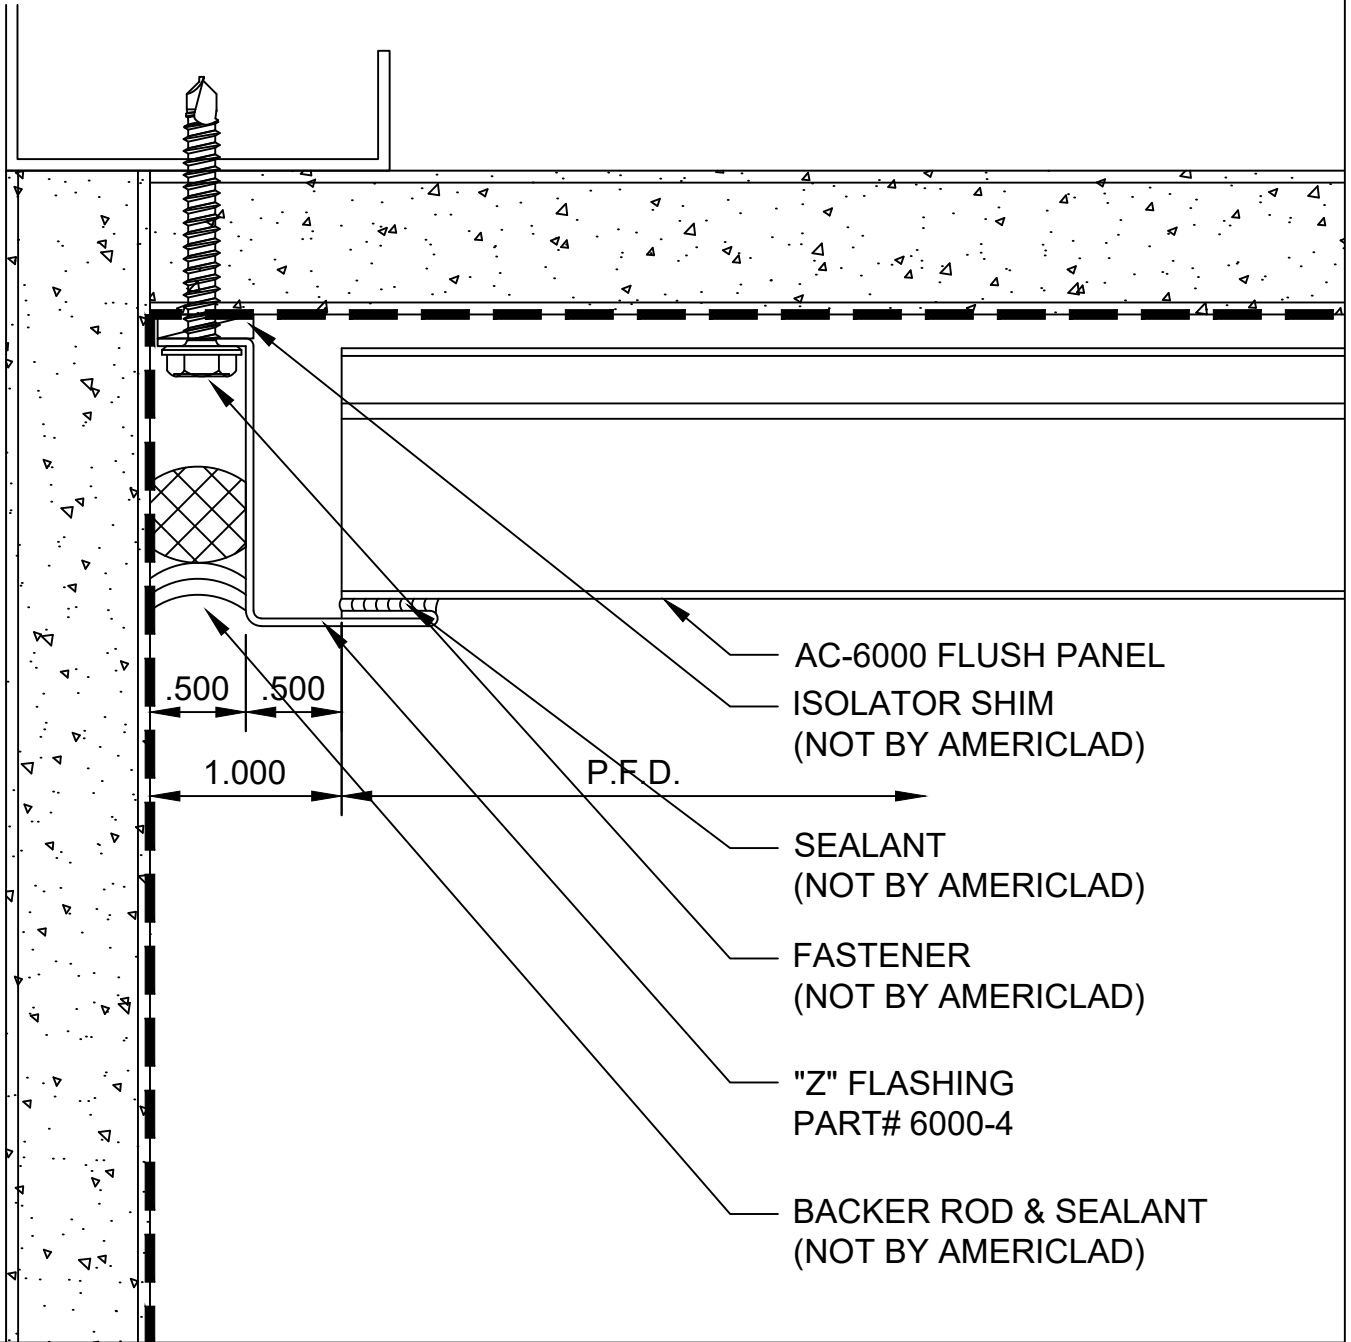 AC-6000 FLUSH PANEL
ISOLATOR SHIM
(NOT BY AMERICLAD)
.500 .500
1.000 P.F.D.
SEALANT
(NOT BY AMERICLAD)
FASTENER
(NOT BY AMERICLAD)
"Z" FLASHING
PART# 6000-4
BACKER ROD & SEALANT
(NOT BY AMERICLAD)